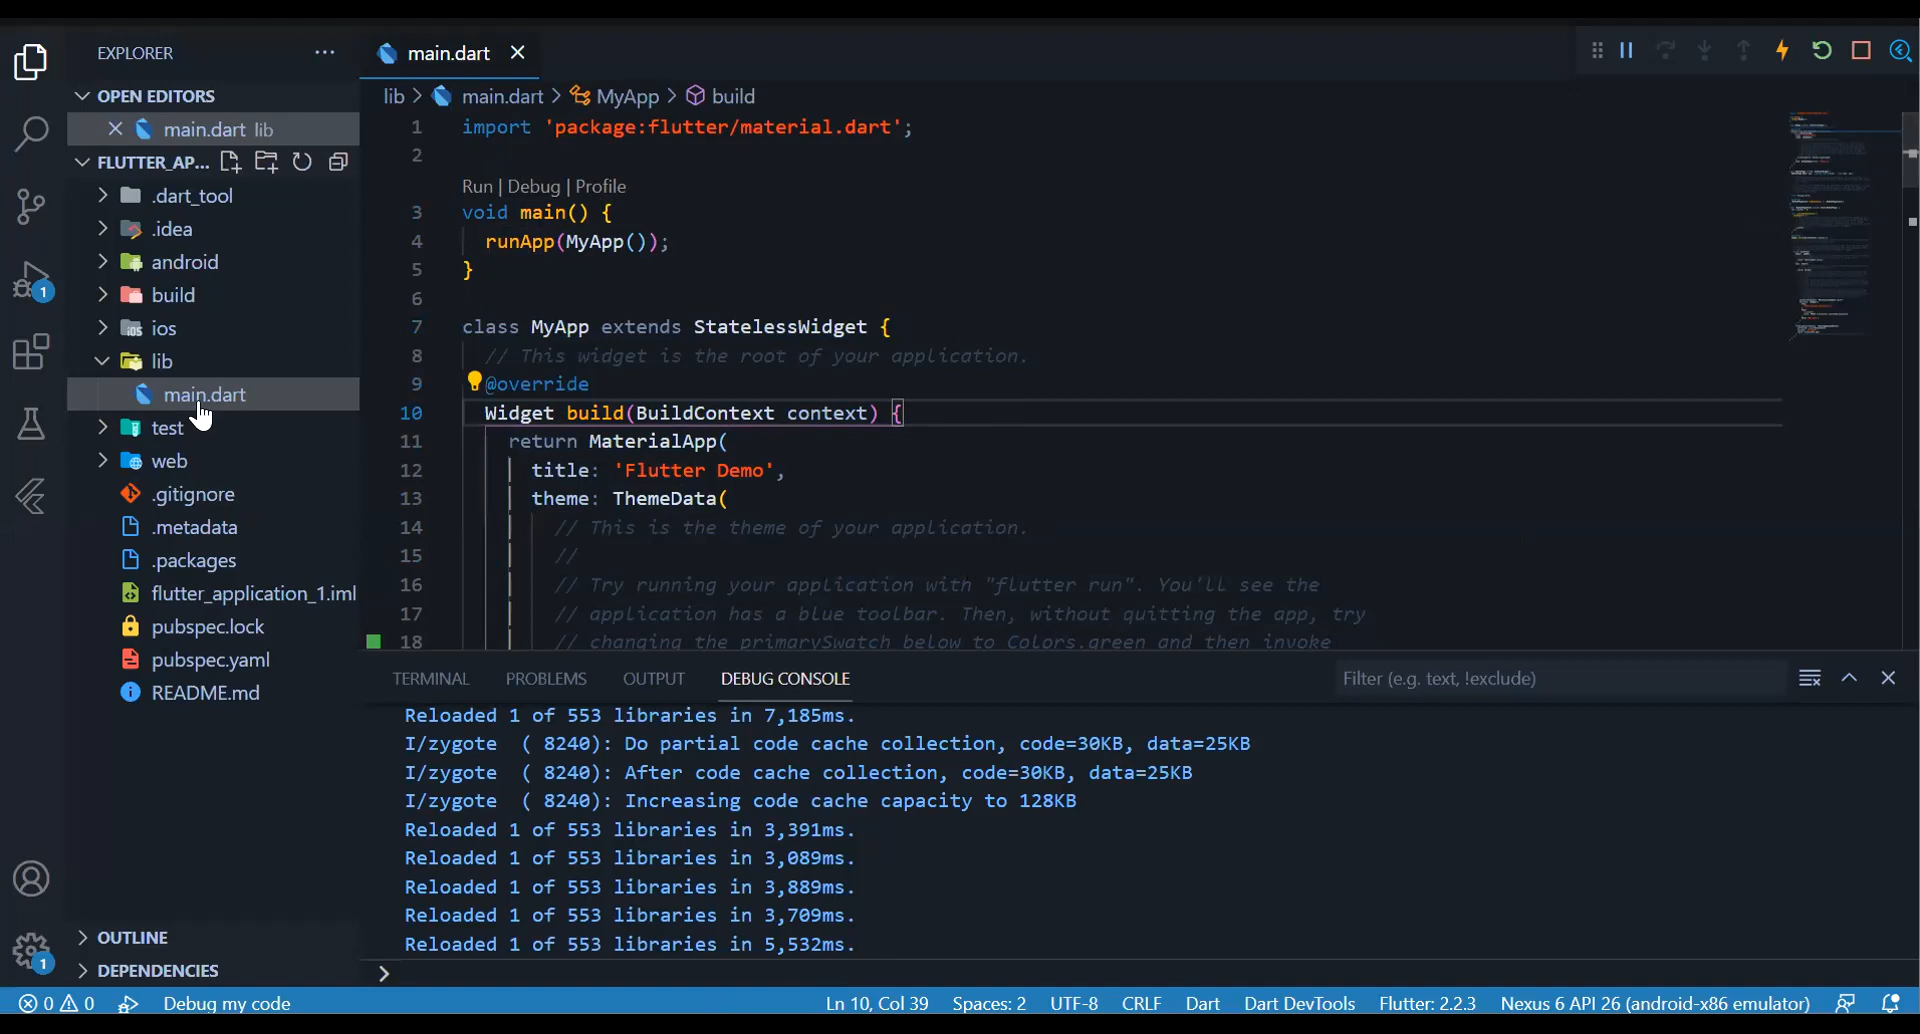 EXPLORER
OPEN EDITORS
main.dart lib
FLUTTER_AP...
.dart_tool
.idea
android
build
ios
lib
main.dart
test
web
.gitignore
.metadata
.packages
flutter_application_1.iml
pubspec.lock
pubspec.yaml
README.md
OUTLINE
DEPENDENCIES
1
1
main.dart
lib > main.dart > MyApp > build
1 import 'package:flutter/material.dart';
2
Run | Debug | Profile
3 void main() {
4 runApp(MyApp());
5 }
6
7 class MyApp extends StatelessWidget {
8 // This widget is the root of your application.
9 @override
10 Widget build(BuildContext context) {
11 return MaterialApp(
12 title: 'Flutter Demo',
13 theme: ThemeData(
14 // This is the theme of your application.
15 //
16 // Try running your application with "flutter run". You'll see the
17 // application has a blue toolbar. Then, without quitting the app, try
18 // changing the primarySwatch below to Colors.green and then invoke
TERMINAL PROBLEMS OUTPUT DEBUG CONSOLE Filter (e.g. text, !exclude)
Reloaded 1 of 553 libraries in 7,185ms.
I/zygote ( 8240): Do partial code cache collection, code=30KB, data=25KB
I/zygote ( 8240): After code cache collection, code=30KB, data=25KB
I/zygote ( 8240): Increasing code cache capacity to 128KB
Reloaded 1 of 553 libraries in 3,391ms.
Reloaded 1 of 553 libraries in 3,089ms.
Reloaded 1 of 553 libraries in 3,889ms.
Reloaded 1 of 553 libraries in 3,709ms.
Reloaded 1 of 553 libraries in 5,532ms.
0 0 Debug my code Ln 10, Col 39 Spaces: 2 UTF-8 CRLF Dart Dart DevTools Flutter: 2.2.3 Nexus 6 API 26 (android-x86 emulator)